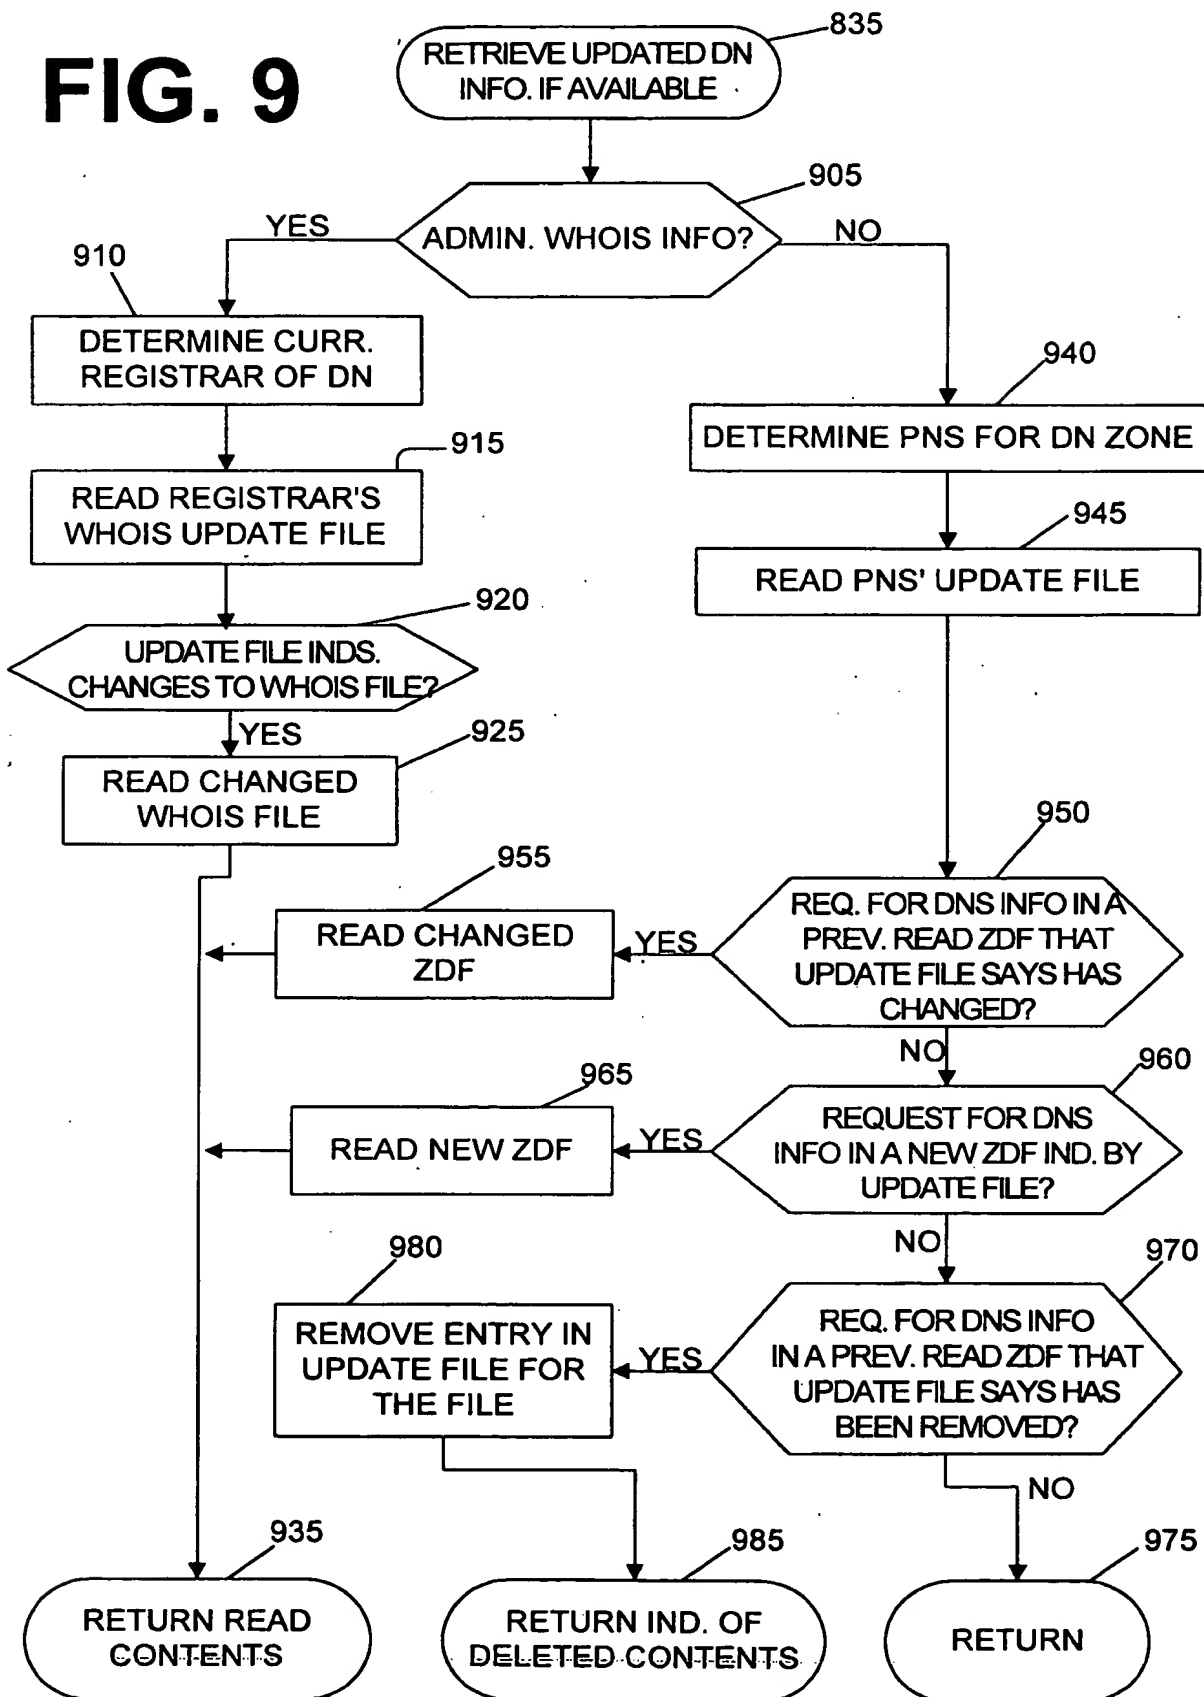 FIG. 9
835
RETRIEVE UPDATED DN
INFO. IF AVAILABLE
905
ADMIN. WHOIS INFO?
YES
NO
910
DETERMINE CURR.
REGISTRAR OF DN
940
DETERMINE PNS FOR DN ZONE
915
READ REGISTRAR'S
WHOIS UPDATE FILE
945
READ PNS' UPDATE FILE
920
UPDATE FILE INDS.
CHANGES TO WHOIS FILE?
YES
925
READ CHANGED
WHOIS FILE
950
REQ. FOR DNS INFO IN A
PREV. READ ZDF THAT
UPDATE FILE SAYS HAS
CHANGED?
YES
955
READ CHANGED
ZDF
NO
960
REQUEST FOR DNS
INFO IN A NEW ZDF IND. BY
UPDATE FILE?
YES
965
READ NEW ZDF
NO
970
REQ. FOR DNS INFO
IN A PREV. READ ZDF THAT
UPDATE FILE SAYS HAS
BEEN REMOVED?
YES
980
REMOVE ENTRY IN
UPDATE FILE FOR
THE FILE
NO
935
RETURN READ
CONTENTS
985
RETURN IND. OF
DELETED CONTENTS
975
RETURN